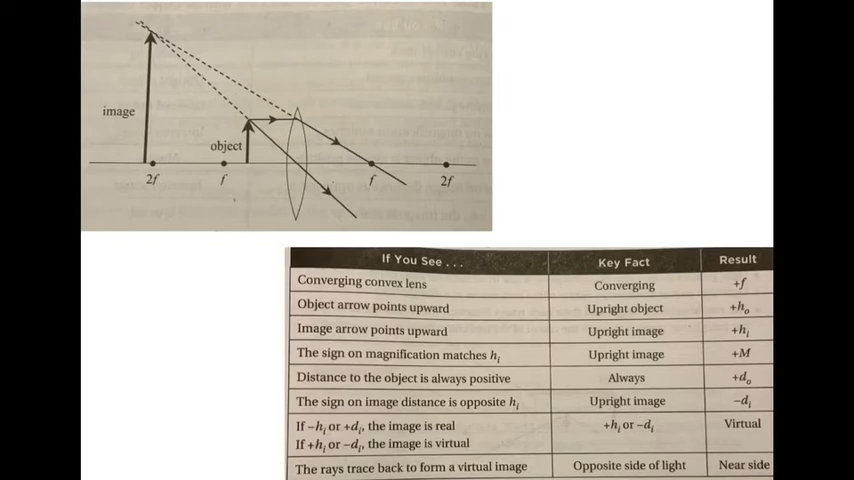 image
object
2f
f
f
2f
If You See . . .
Key Fact
Result
Converging convex lens
Converging
+f
Object arrow points upward
Upright object
+hₒ
Image arrow points upward
Upright image
+hᵢ
The sign on magnification matches hᵢ
Upright image
+M
Distance to the object is always positive
Always
+dₒ
The sign on image distance is opposite hᵢ
Upright image
−dᵢ
If −hᵢ or +dᵢ, the image is real
If +hᵢ or −dᵢ, the image is virtual
+hᵢ or −dᵢ
Virtual
The rays trace back to form a virtual image
Opposite side of light
Near side